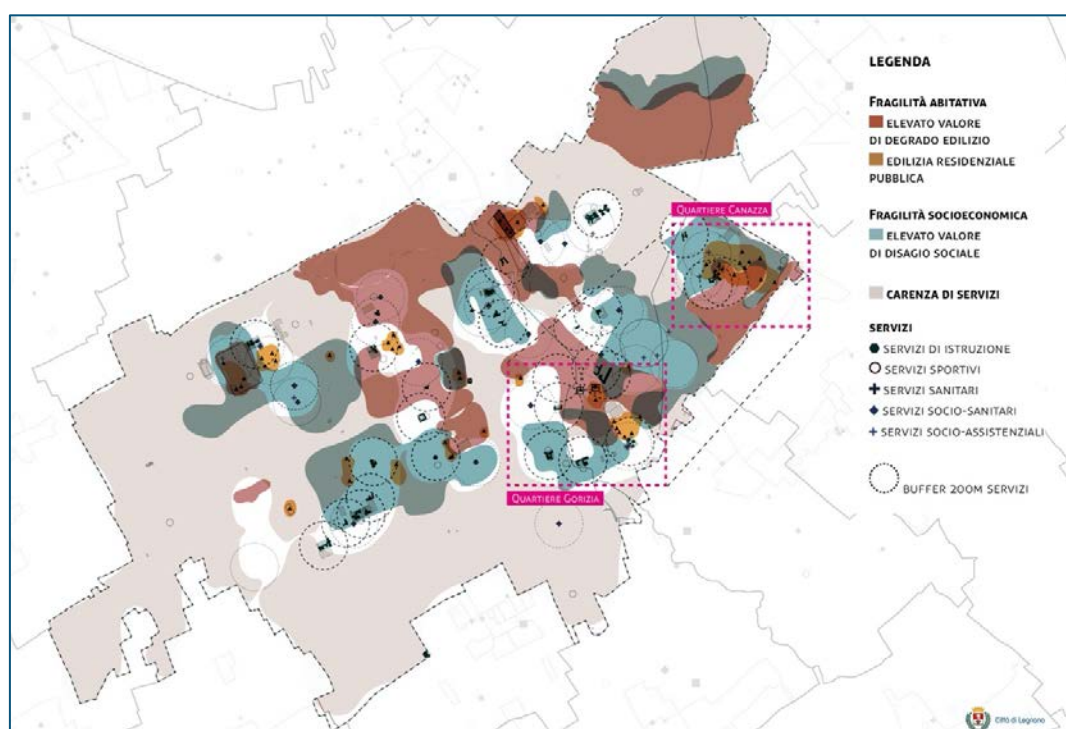 LEGENDA
FRAGILITÀ ABITATIVA
ELEVATO VALORE
DI DEGRADO EDILIZIO
EDILIZIA RESIDENZIALE
PUBBLICA
FRAGILITÀ SOCIOECONOMICA
ELEVATO VALORE
DI DISAGIO SOCIALE
CARENZA DI SERVIZI
SERVIZI
SERVIZI DI ISTRUZIONE
SERVIZI SPORTIVI
SERVIZI SANITARI
SERVIZI SOCIO-SANITARI
SERVIZI SOCIO-ASSISTENZIALI
BUFFER 200M SERVIZI
QUARTIERE CANAZZA
QUARTIERE GORIZIA
Città di Legnano